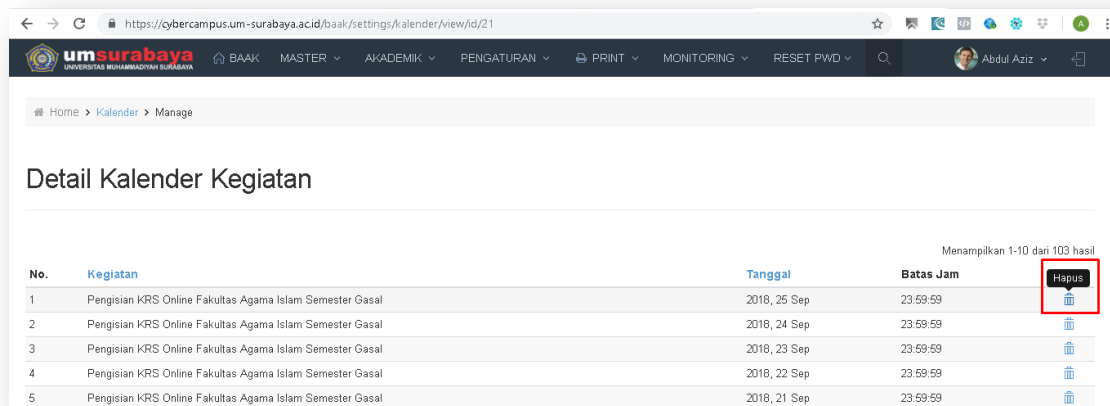 https://cybercampus.um-surabaya.ac.id/baak/settings/kalender/view/id/21 A
umsurabaya BAAK MASTER AKADEMIK PENGATURAN PRINT MONITORING RESET PWD Abdul Aziz
UNIVERSITAS MUHAMMADIYAH SURABAYA
Home > Kalender > Manage
Detail Kalender Kegiatan
Menampilkan 1-10 dari 103 hasil
No. Kegiatan Tanggal Batas Jam
Hapus
1 Pengisian KRS Online Fakultas Agama Islam Semester Gasal 2018, 25 Sep 23:59:59
2 Pengisian KRS Online Fakultas Agama Islam Semester Gasal 2018, 24 Sep 23:59:59
3 Pengisian KRS Online Fakultas Agama Islam Semester Gasal 2018, 23 Sep 23:59:59
4 Pengisian KRS Online Fakultas Agama Islam Semester Gasal 2018, 22 Sep 23:59:59
5 Pengisian KRS Online Fakultas Agama Islam Semester Gasal 2018, 21 Sep 23:59:59